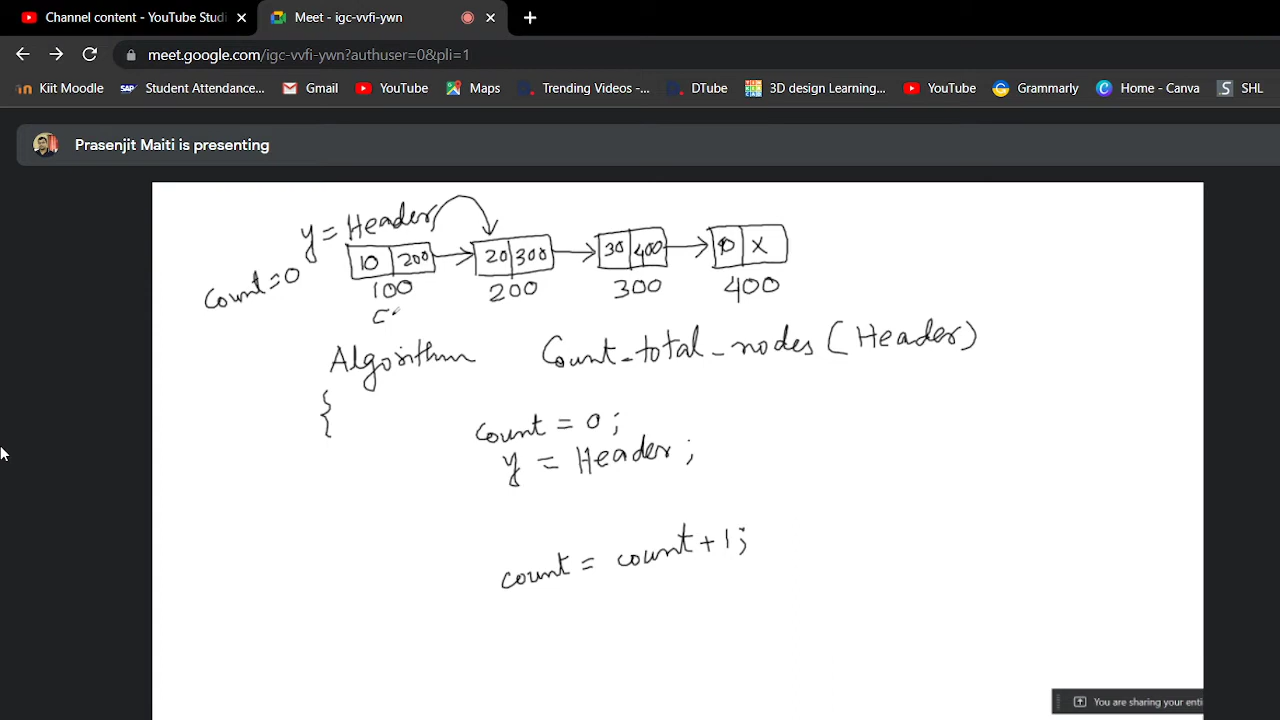 Channel content - YouTube Studi
Meet - igc-vvfi-ywn
meet.google.com/igc-vvfi-ywn?authuser=0&pli=1
Kiit Moodle
Student Attendance...
Gmail
YouTube
Maps
Trending Videos -...
DTube
3D design Learning...
YouTube
Grammarly
Home - Canva
SHL
Prasenjit Maiti is presenting
y = Header
10 200 20 300 30 400 X
Count = 0
100 200 300 400
Algorithm Count_total_nodes (Header)
{
count = 0 ;
y = Header ;
count = count + 1 ;
You are sharing your enti